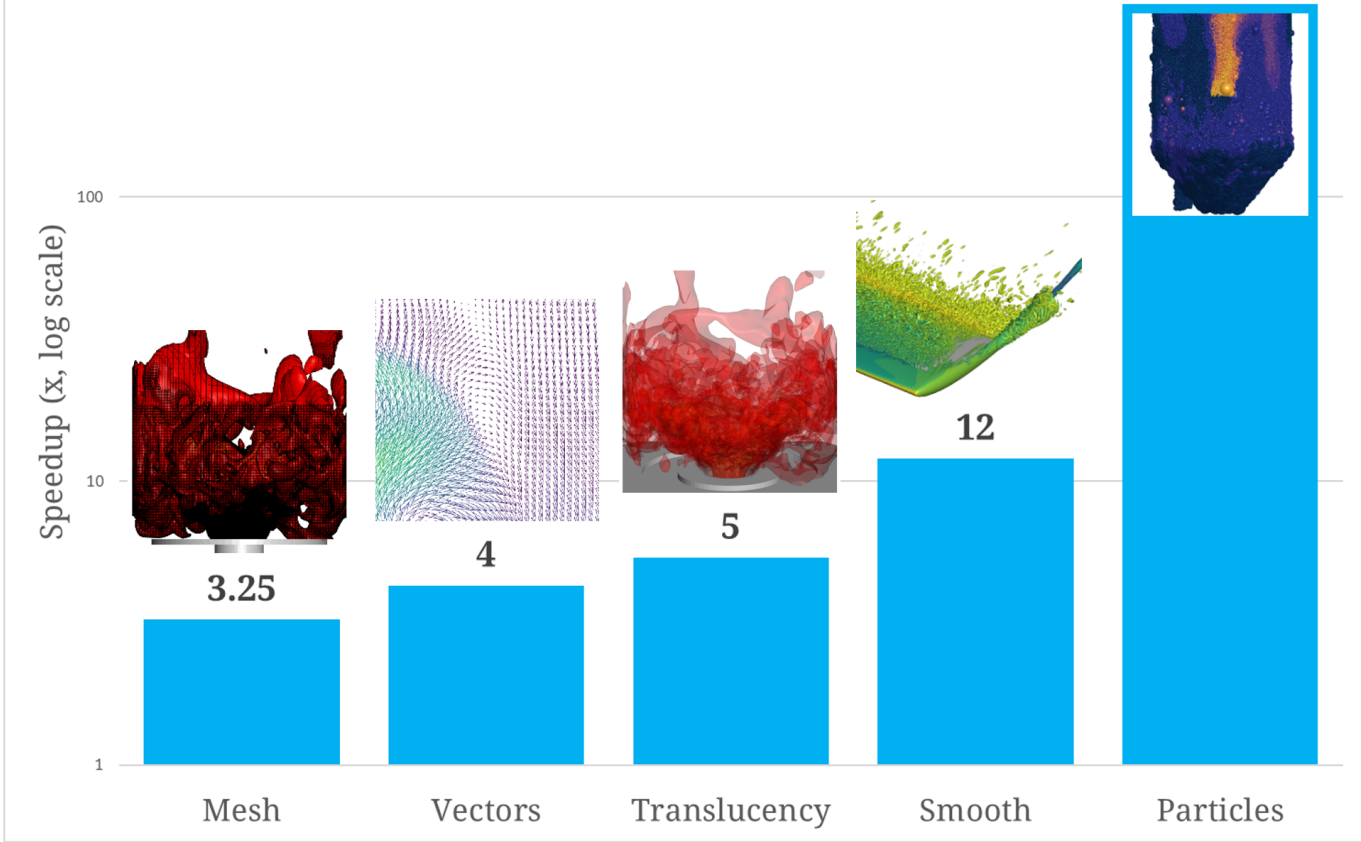 Speedup (x, log scale)
100
10
1
3.25
4
5
12
Mesh
Vectors
Translucency
Smooth
Particles